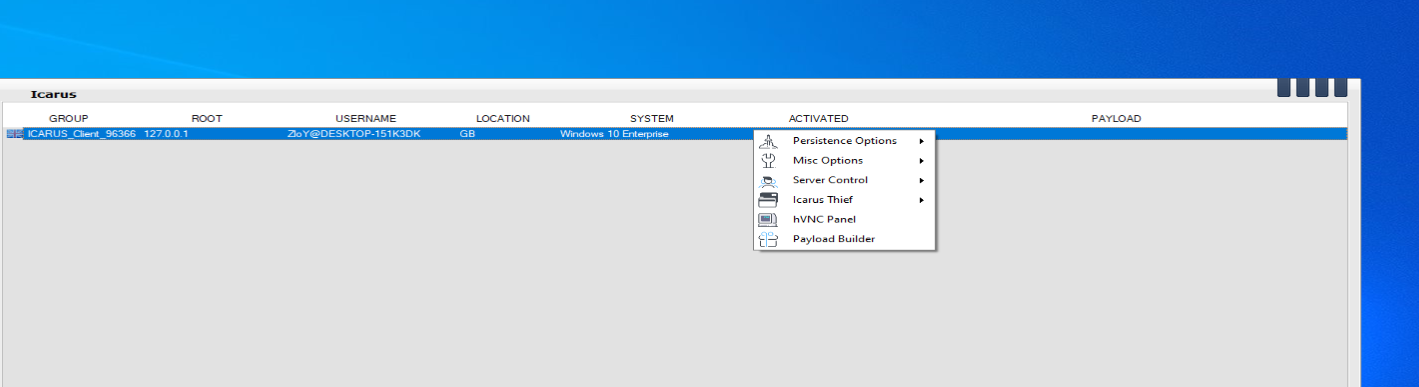 Icarus
GROUP ROOT USERNAME LOCATION SYSTEM ACTIVATED PAYLOAD
ICARUS_Client_96366 127.0.0.1 ZloY@DESKTOP-151K3DK GB Windows 10 Enterprise
Persistence Options
Misc Options
Server Control
Icarus Thief
hVNC Panel
Payload Builder